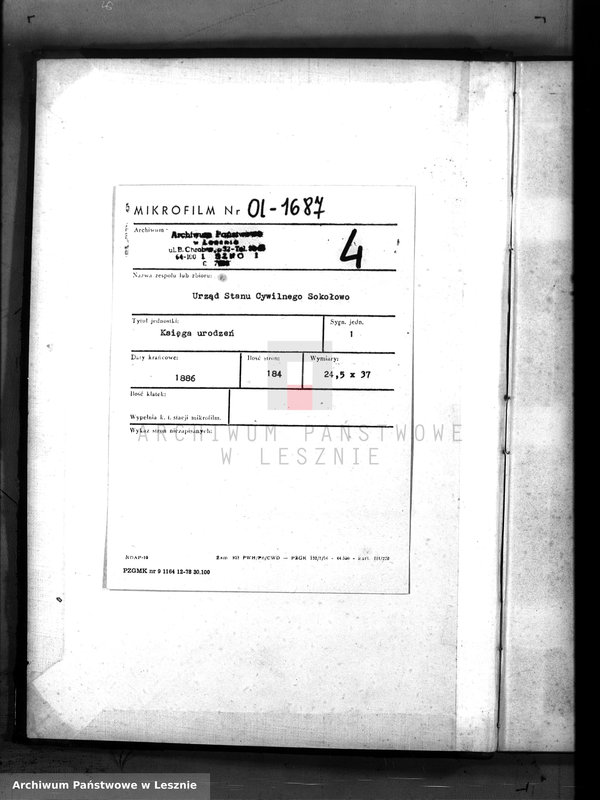 MIKROFILM Nr OI-1687
Archiwum:
Archiwum Państwowe
w Lesznie
4
Nazwa zespołu lub zbioru:
Urząd Stanu Cywilnego Sokołowo
Tytuł jednostki:
Księga urodzeń
Sygn. jedn.
1
Daty krańcowe:
1886
Ilość stron:
184
Wymiary:
24,5 x 37
Ilość klatek:
Wypełnia k. t. stacji mikrofilm.
Wykaz stron niezapisanych:
ARCHIWUM PAŃSTWOWE
W LESZNIE
PZGMK nr 9 1164 12-78 30.100
Archiwum Państwowe w Lesznie